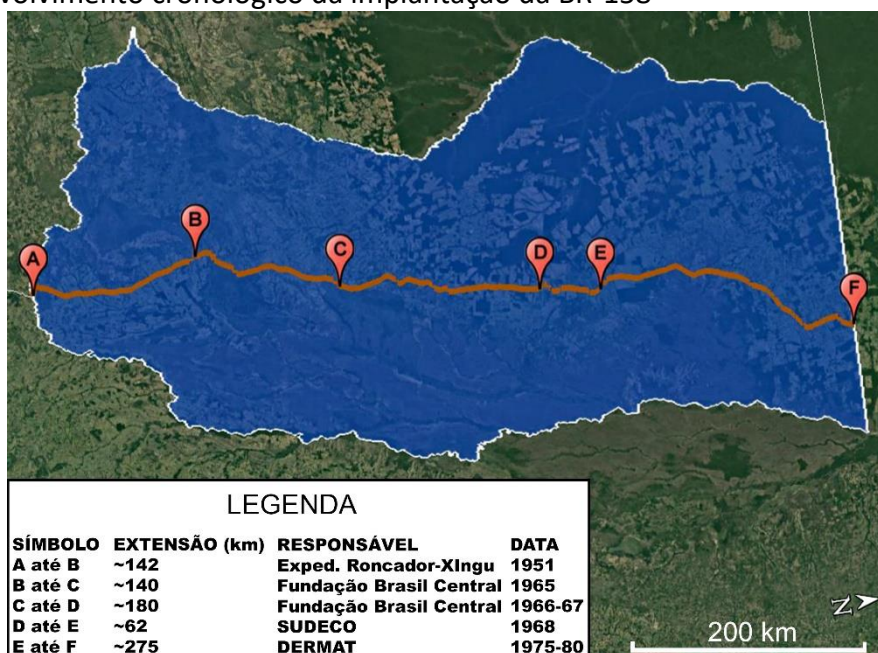 volvimento cronológico da implantação da BR-158
A
B
C
D
E
F
LEGENDA
SÍMBOLO EXTENSÃO (km) RESPONSÁVEL DATA
A até B ~142 Exped. Roncador-XIngu 1951
B até C ~140 Fundação Brasil Central 1965
C até D ~180 Fundação Brasil Central 1966-67
D até E ~62 SUDECO 1968
E até F ~275 DERMAT 1975-80
Z
200 km